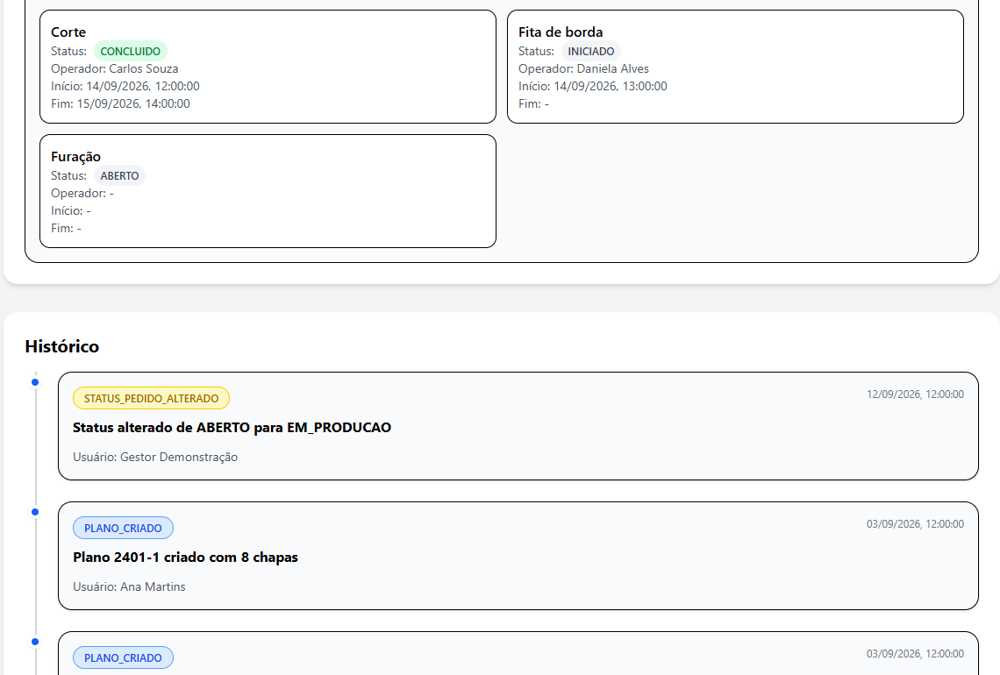 Corte
Status: CONCLUIDO
Operador: Carlos Souza
Início: 14/09/2026, 12:00:00
Fim: 15/09/2026, 14:00:00
Fita de borda
Status: INICIADO
Operador: Daniela Alves
Início: 14/09/2026, 13:00:00
Fim: -
Furação
Status: ABERTO
Operador: -
Início: -
Fim: -
Histórico
STATUS_PEDIDO_ALTERADO
12/09/2026, 12:00:00
Status alterado de ABERTO para EM_PRODUCAO
Usuário: Gestor Demonstração
PLANO_CRIADO
03/09/2026, 12:00:00
Plano 2401-1 criado com 8 chapas
Usuário: Ana Martins
PLANO_CRIADO
03/09/2026, 12:00:00